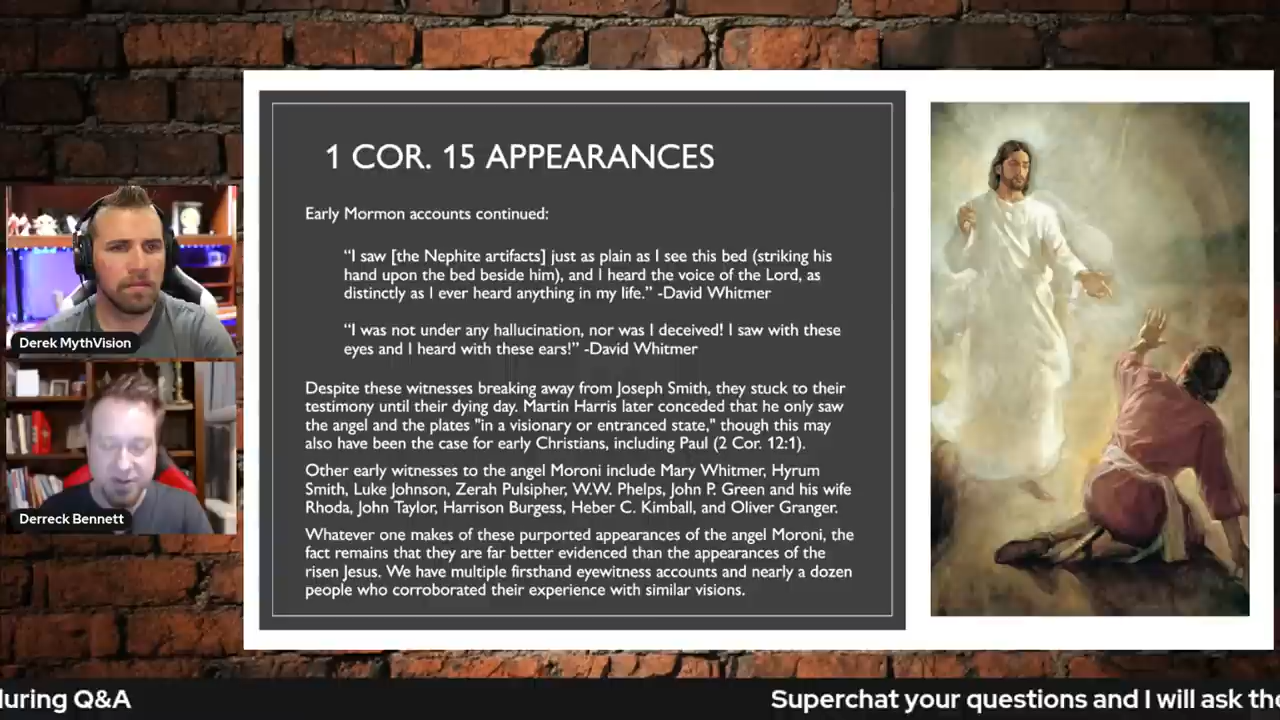 1 COR. 15 APPEARANCES
Early Mormon accounts continued:
“I saw [the Nephite artifacts] just as plain as I see this bed (striking his
hand upon the bed beside him), and I heard the voice of the Lord, as
distinctly as I ever heard anything in my life.” -David Whitmer
“I was not under any hallucination, nor was I deceived! I saw with these
eyes and I heard with these ears!” -David Whitmer
Despite these witnesses breaking away from Joseph Smith, they stuck to their
testimony until their dying day. Martin Harris later conceded that he only saw
the angel and the plates "in a visionary or entranced state," though this may
also have been the case for early Christians, including Paul (2 Cor. 12:1).
Other early witnesses to the angel Moroni include Mary Whitmer, Hyrum
Smith, Luke Johnson, Zerah Pulsipher, W.W. Phelps, John P. Green and his wife
Rhoda, John Taylor, Harrison Burgess, Heber C. Kimball, and Oliver Granger.
Whatever one makes of these purported appearances of the angel Moroni, the
fact remains that they are far better evidenced than the appearances of the
risen Jesus. We have multiple firsthand eyewitness accounts and nearly a dozen
people who corroborated their experience with similar visions.
Derek MythVision
Derreck Bennett
during Q&A
Superchat your questions and I will ask